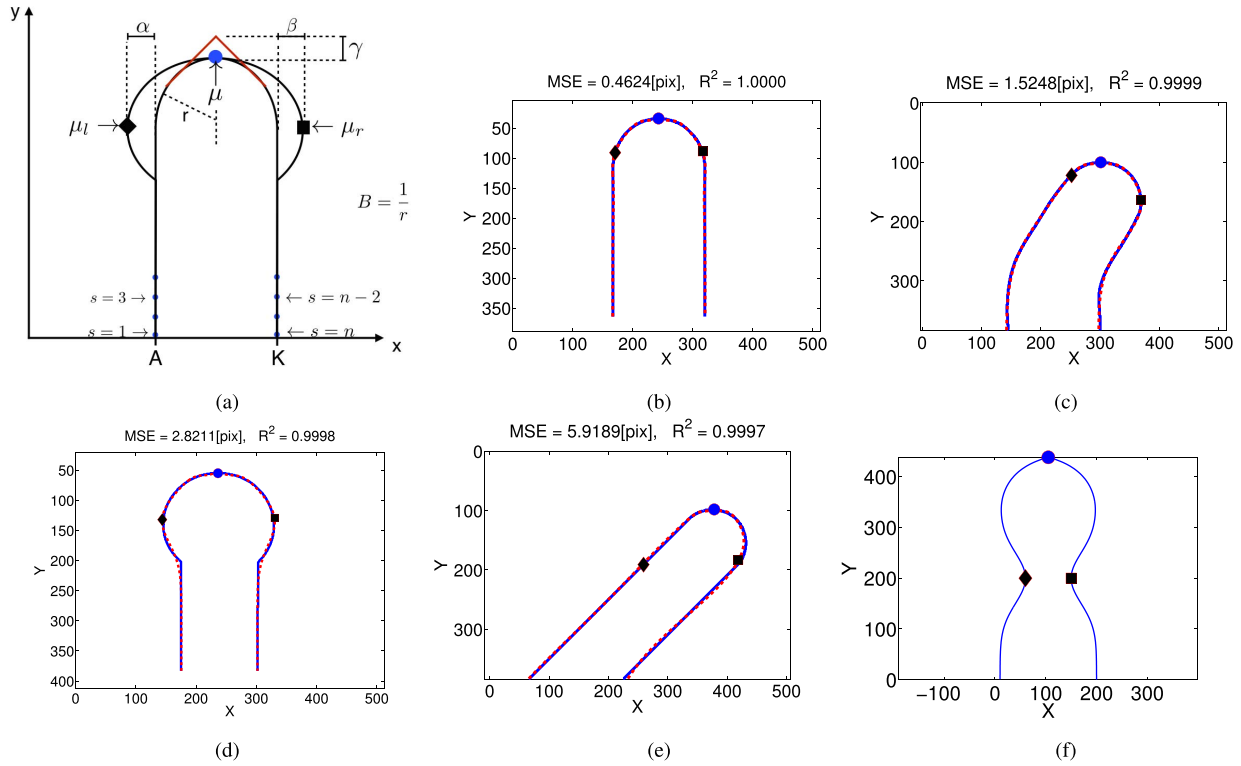 y
α
β
γ
μ
r
μ_l
μ_r
B = 1/r
s = 3
s = n − 2
s = 1
s = n
x
A
K
(a)
MSE = 0.4624[pix], R² = 1.0000
50
100
150
200
250
300
350
Y
0 100 200 300 400 500
X
(b)
MSE = 1.5248[pix], R² = 0.9999
0
100
200
300
Y
0 100 200 300 400 500
X
(c)
MSE = 2.8211[pix], R² = 0.9998
50
100
150
200
250
300
350
400
Y
0 100 200 300 400 500
X
(d)
MSE = 5.9189[pix], R² = 0.9997
0
100
200
300
Y
0 100 200 300 400 500
X
(e)
400
300
200
100
0
Y
−100 0 100 200 300
X
(f)